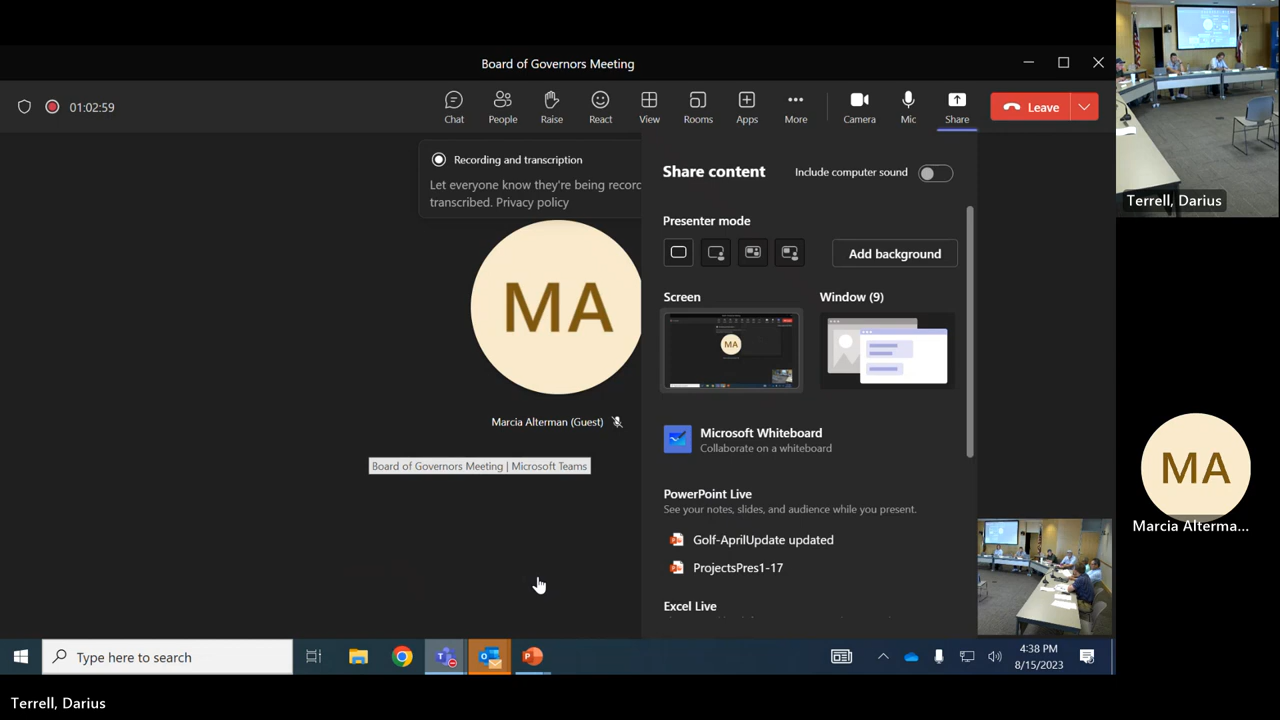 Board of Governors Meeting
01:02:59
Chat
People
Raise
React
View
Rooms
Apps
More
Camera
Mic
Share
Leave
Recording and transcription
Let everyone know they're being recor
transcribed. Privacy policy
Share content
Include computer sound
Presenter mode
Add background
Screen
Window (9)
MA
MA
Marcia Alterman (Guest)
Board of Governors Meeting | Microsoft Teams
Microsoft Whiteboard
Collaborate on a whiteboard
PowerPoint Live
See your notes, slides, and audience while you present.
Golf-AprilUpdate updated
ProjectsPres1-17
Excel Live
Terrell, Darius
MA
Marcia Alterma...
Type here to search
4:38 PM
8/15/2023
Terrell, Darius